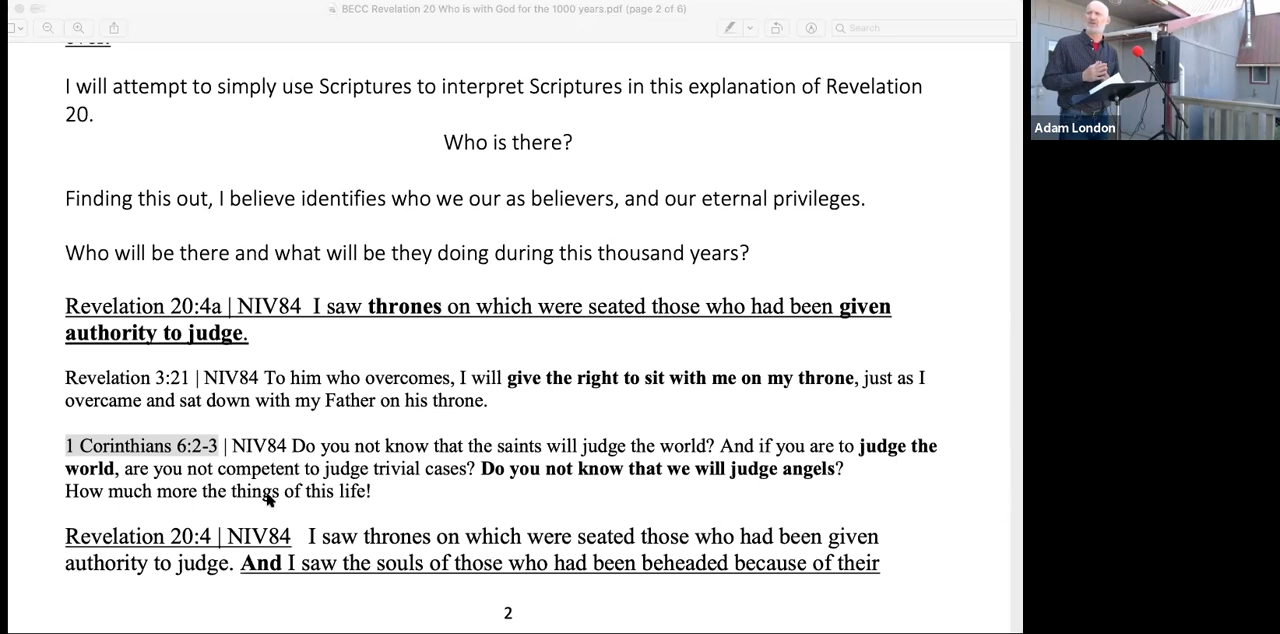 BECC Revelation 20 Who is with God for the 1000 years.pdf (page 2 of 6)
Search
I will attempt to simply use Scriptures to interpret Scriptures in this explanation of Revelation
20.
Who is there?
Finding this out, I believe identifies who we our as believers, and our eternal privileges.
Who will be there and what will be they doing during this thousand years?
Revelation 20:4a | NIV84 I saw thrones on which were seated those who had been given
authority to judge.
Revelation 3:21 | NIV84 To him who overcomes, I will give the right to sit with me on my throne, just as I
overcame and sat down with my Father on his throne.
1 Corinthians 6:2-3 | NIV84 Do you not know that the saints will judge the world? And if you are to judge the
world, are you not competent to judge trivial cases? Do you not know that we will judge angels?
How much more the things of this life!
Revelation 20:4 | NIV84 I saw thrones on which were seated those who had been given
authority to judge. And I saw the souls of those who had been beheaded because of their
2
Adam London